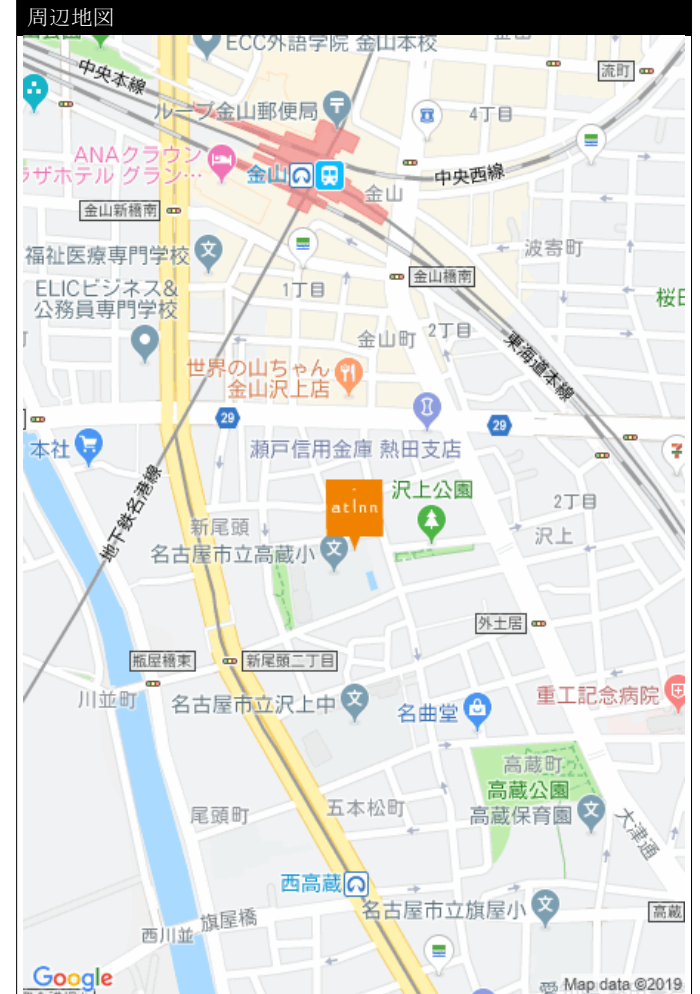 周辺地図
ECC外語学院 金山本校
中央本線
流町
ループ金山郵便局
4丁目
ANAクラウン
ラザホテル グラン…
金山
中央西線
金山
金山新橋南
福祉医療専門学校
波寄町
金山橋南
ELICビジネス&
公務員専門学校
1丁目
桜田
金山町
2丁目
東海道本線
世界の山ちゃん
金山沢上店
29
29
本社
瀬戸信用金庫 熱田支店
地下鉄名港線
at Inn
沢上公園
2丁目
新尾頭
沢上
名古屋市立高蔵小
外土居
瓶屋橋東
新尾頭二丁目
川並町
名古屋市立沢上中
名曲堂
重工記念病院
高蔵町
高蔵公園
高蔵保育園
五本松町
尾頭町
大津通
西高蔵
名古屋市立旗屋小
高蔵
旗屋橋
西川並
Google
Map data ©2019